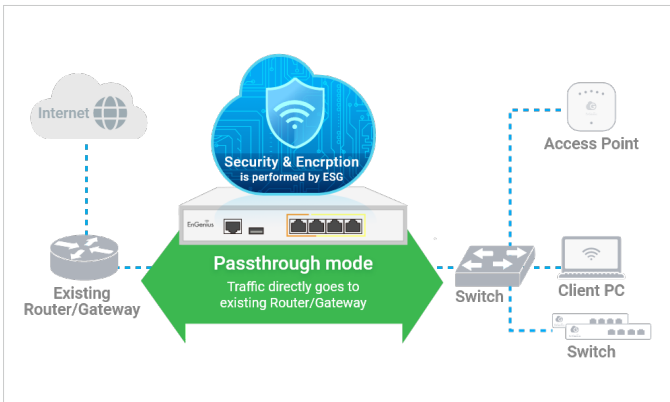 Internet
Security & Encrption
is performed by ESG
EnGenius
Access Point
Passthrough mode
Traffic directly goes to
existing Router/Gateway
Existing
Router/Gateway
Switch
Client PC
Switch